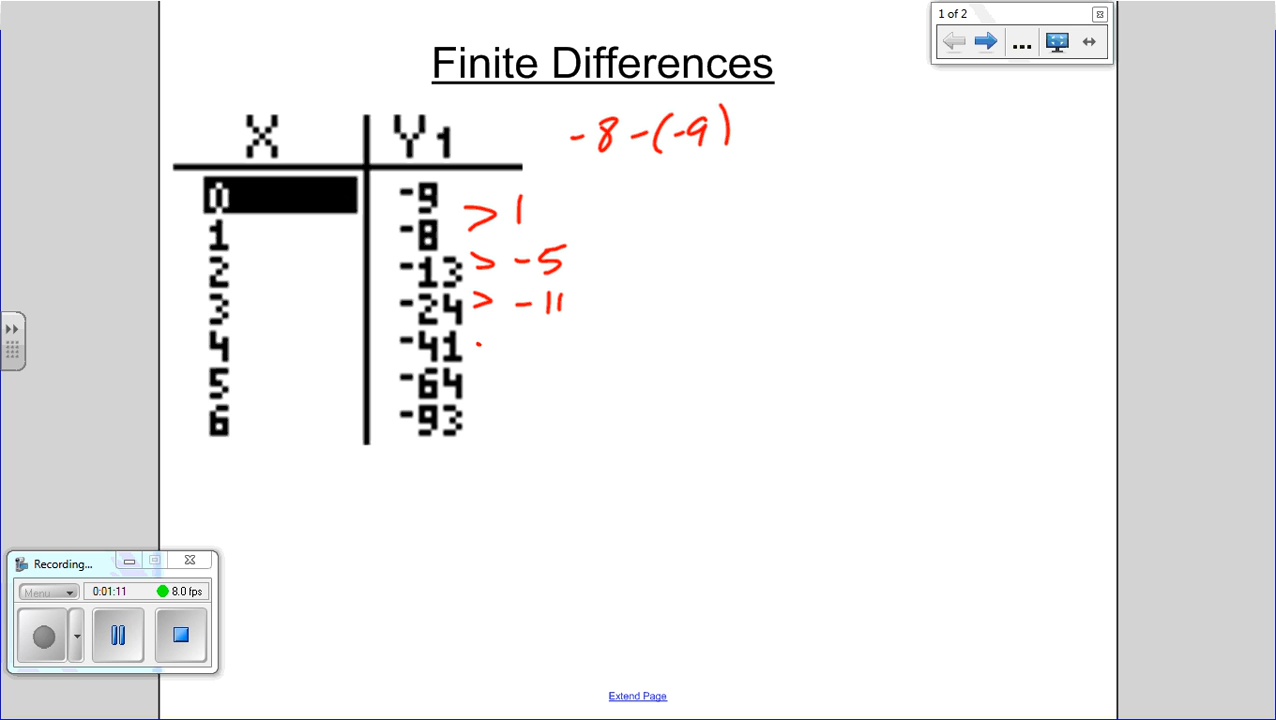 1 of 2
Finite Differences
-8-(-9)
X Y1
0 -9
> 1
1 -8
> -5
2 -13
> -11
3 -24
4 -41
5 -64
6 -93
Recording...
Menu 0:01:11 8.0 fps
Extend Page